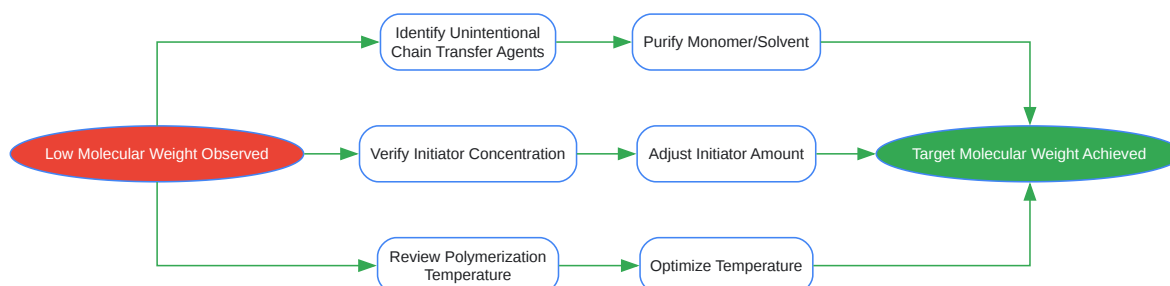 Identify Unintentional
Chain Transfer Agents
Purify Monomer/Solvent
Low Molecular Weight Observed
Verify Initiator Concentration
Adjust Initiator Amount
Target Molecular Weight Achieved
Review Polymerization
Temperature
Optimize Temperature